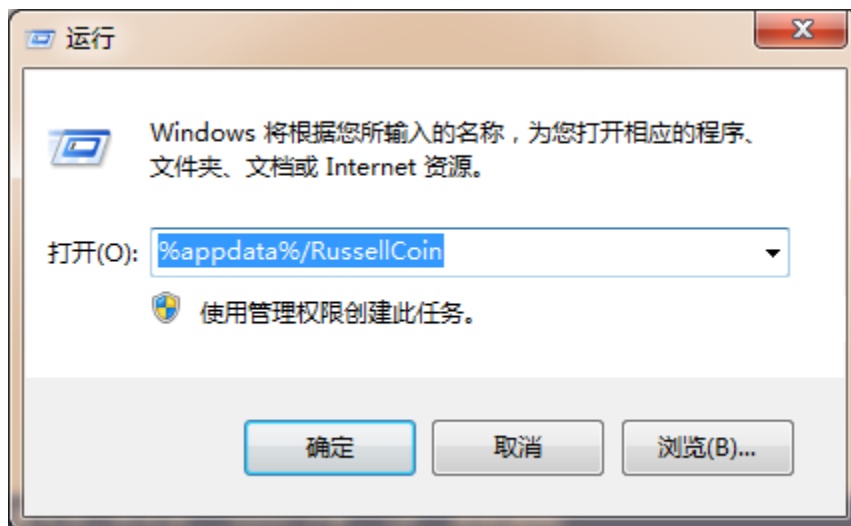 运行
Windows 将根据您所输入的名称，为您打开相应的程序、
文件夹、文档或 Internet 资源。
打开(O): %appdata%/RussellCoin
使用管理权限创建此任务。
确定 取消 浏览(B)...